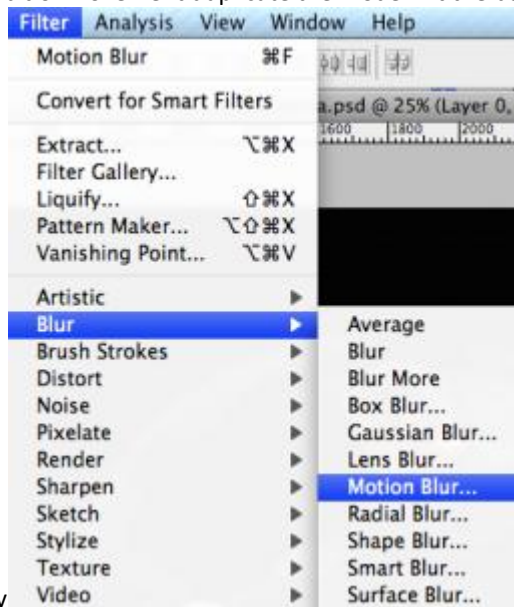 Filter Analysis View Window Help
Motion Blur ⌘F
Convert for Smart Filters
a.psd @ 25% (Layer 0,
1600 1800 2000
Extract... ⌥⌘X
Filter Gallery...
Liquify... ⇧⌘X
Pattern Maker... ⌥⇧⌘X
Vanishing Point... ⌥⌘V
Artistic
Blur
Brush Strokes
Distort
Noise
Pixelate
Render
Sharpen
Sketch
Stylize
Texture
Video
Average
Blur
Blur More
Box Blur...
Gaussian Blur...
Lens Blur...
Motion Blur...
Radial Blur...
Shape Blur...
Smart Blur...
Surface Blur...